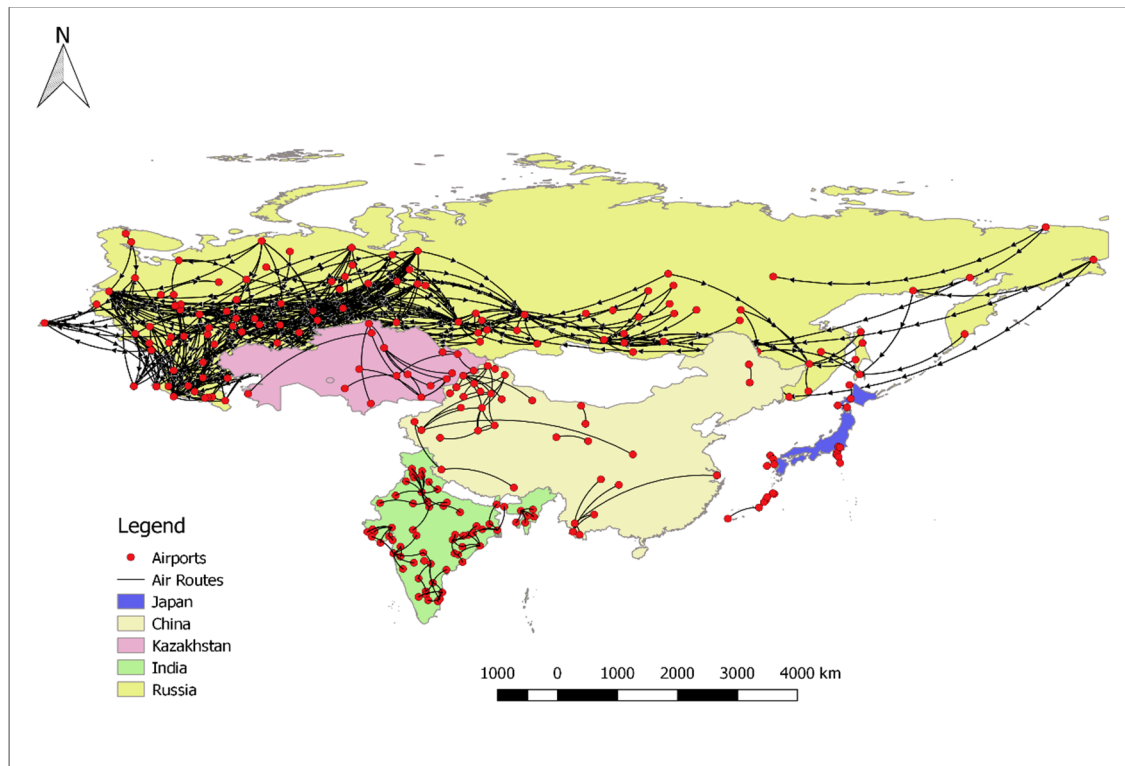 N
Legend
Airports
Air Routes
Japan
China
Kazakhstan
India
Russia
1000 0 1000 2000 3000 4000 km